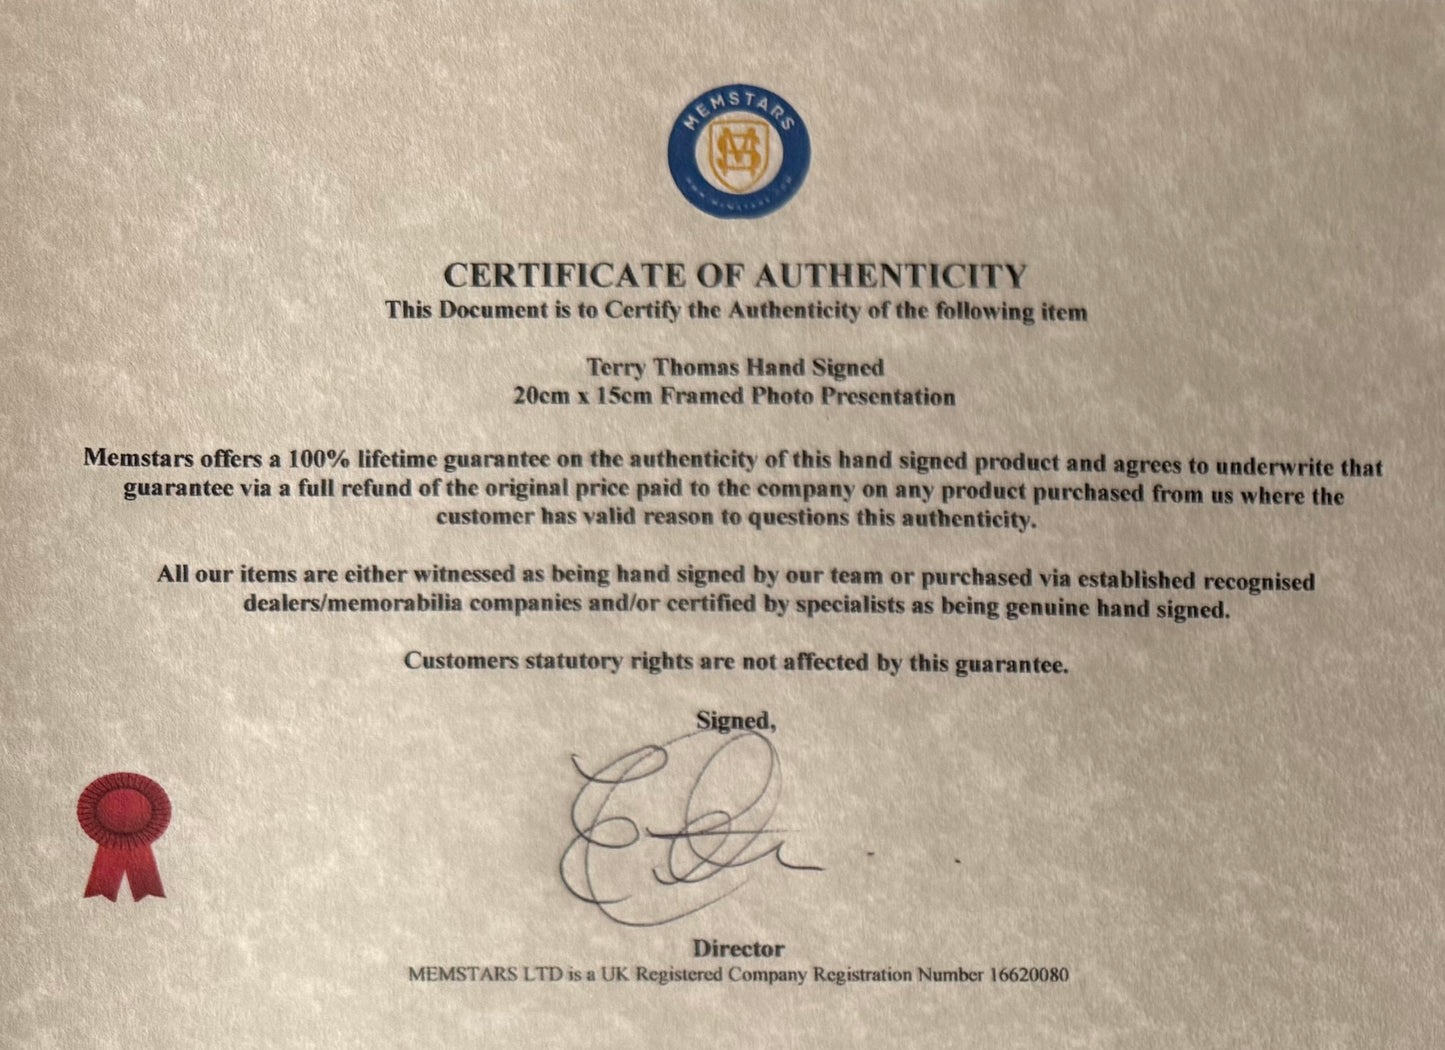 MEMSTARS
MS
WWW.MEMSTARS.COM
CERTIFICATE OF AUTHENTICITY
This Document is to Certify the Authenticity of the following item
Terry Thomas Hand Signed
20cm x 15cm Framed Photo Presentation
Memstars offers a 100% lifetime guarantee on the authenticity of this hand signed product and agrees to underwrite that
guarantee via a full refund of the original price paid to the company on any product purchased from us where the
customer has valid reason to questions this authenticity.
All our items are either witnessed as being hand signed by our team or purchased via established recognised
dealers/memorabilia companies and/or certified by specialists as being genuine hand signed.
Customers statutory rights are not affected by this guarantee.
Signed,
Director
MEMSTARS LTD is a UK Registered Company Registration Number 16620080